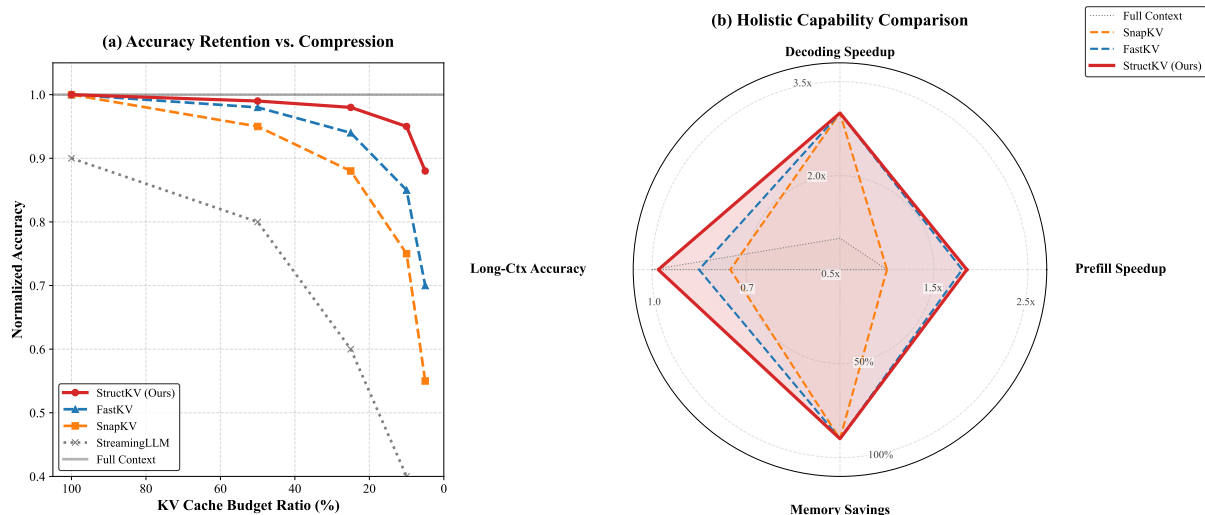 (a) Accuracy Retention vs. Compression
Normalized Accuracy
1.0
0.9
0.8
0.7
0.6
0.5
0.4
StructKV (Ours)
FastKV
SnapKV
StreamingLLM
Full Context
100
80
60
40
20
0
KV Cache Budget Ratio (%)
(b) Holistic Capability Comparison
Full Context
SnapKV
FastKV
StructKV (Ours)
Decoding Speedup
3.5x
2.0x
Long-Ctx Accuracy
Prefill Speedup
1.0
0.7
0.5x
1.5x
2.5x
50%
100%
Memory Savings